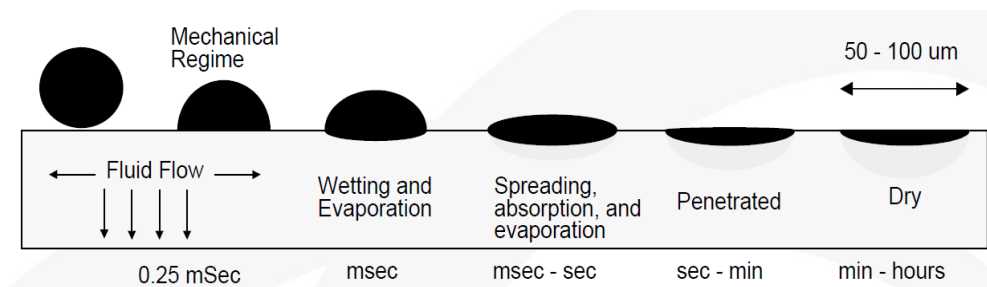 Mechanical
Regime
50 - 100 um
Fluid Flow
Wetting and
Evaporation
Spreading,
absorption, and
evaporation
Penetrated
Dry
0.25 mSec
msec
msec - sec
sec - min
min - hours